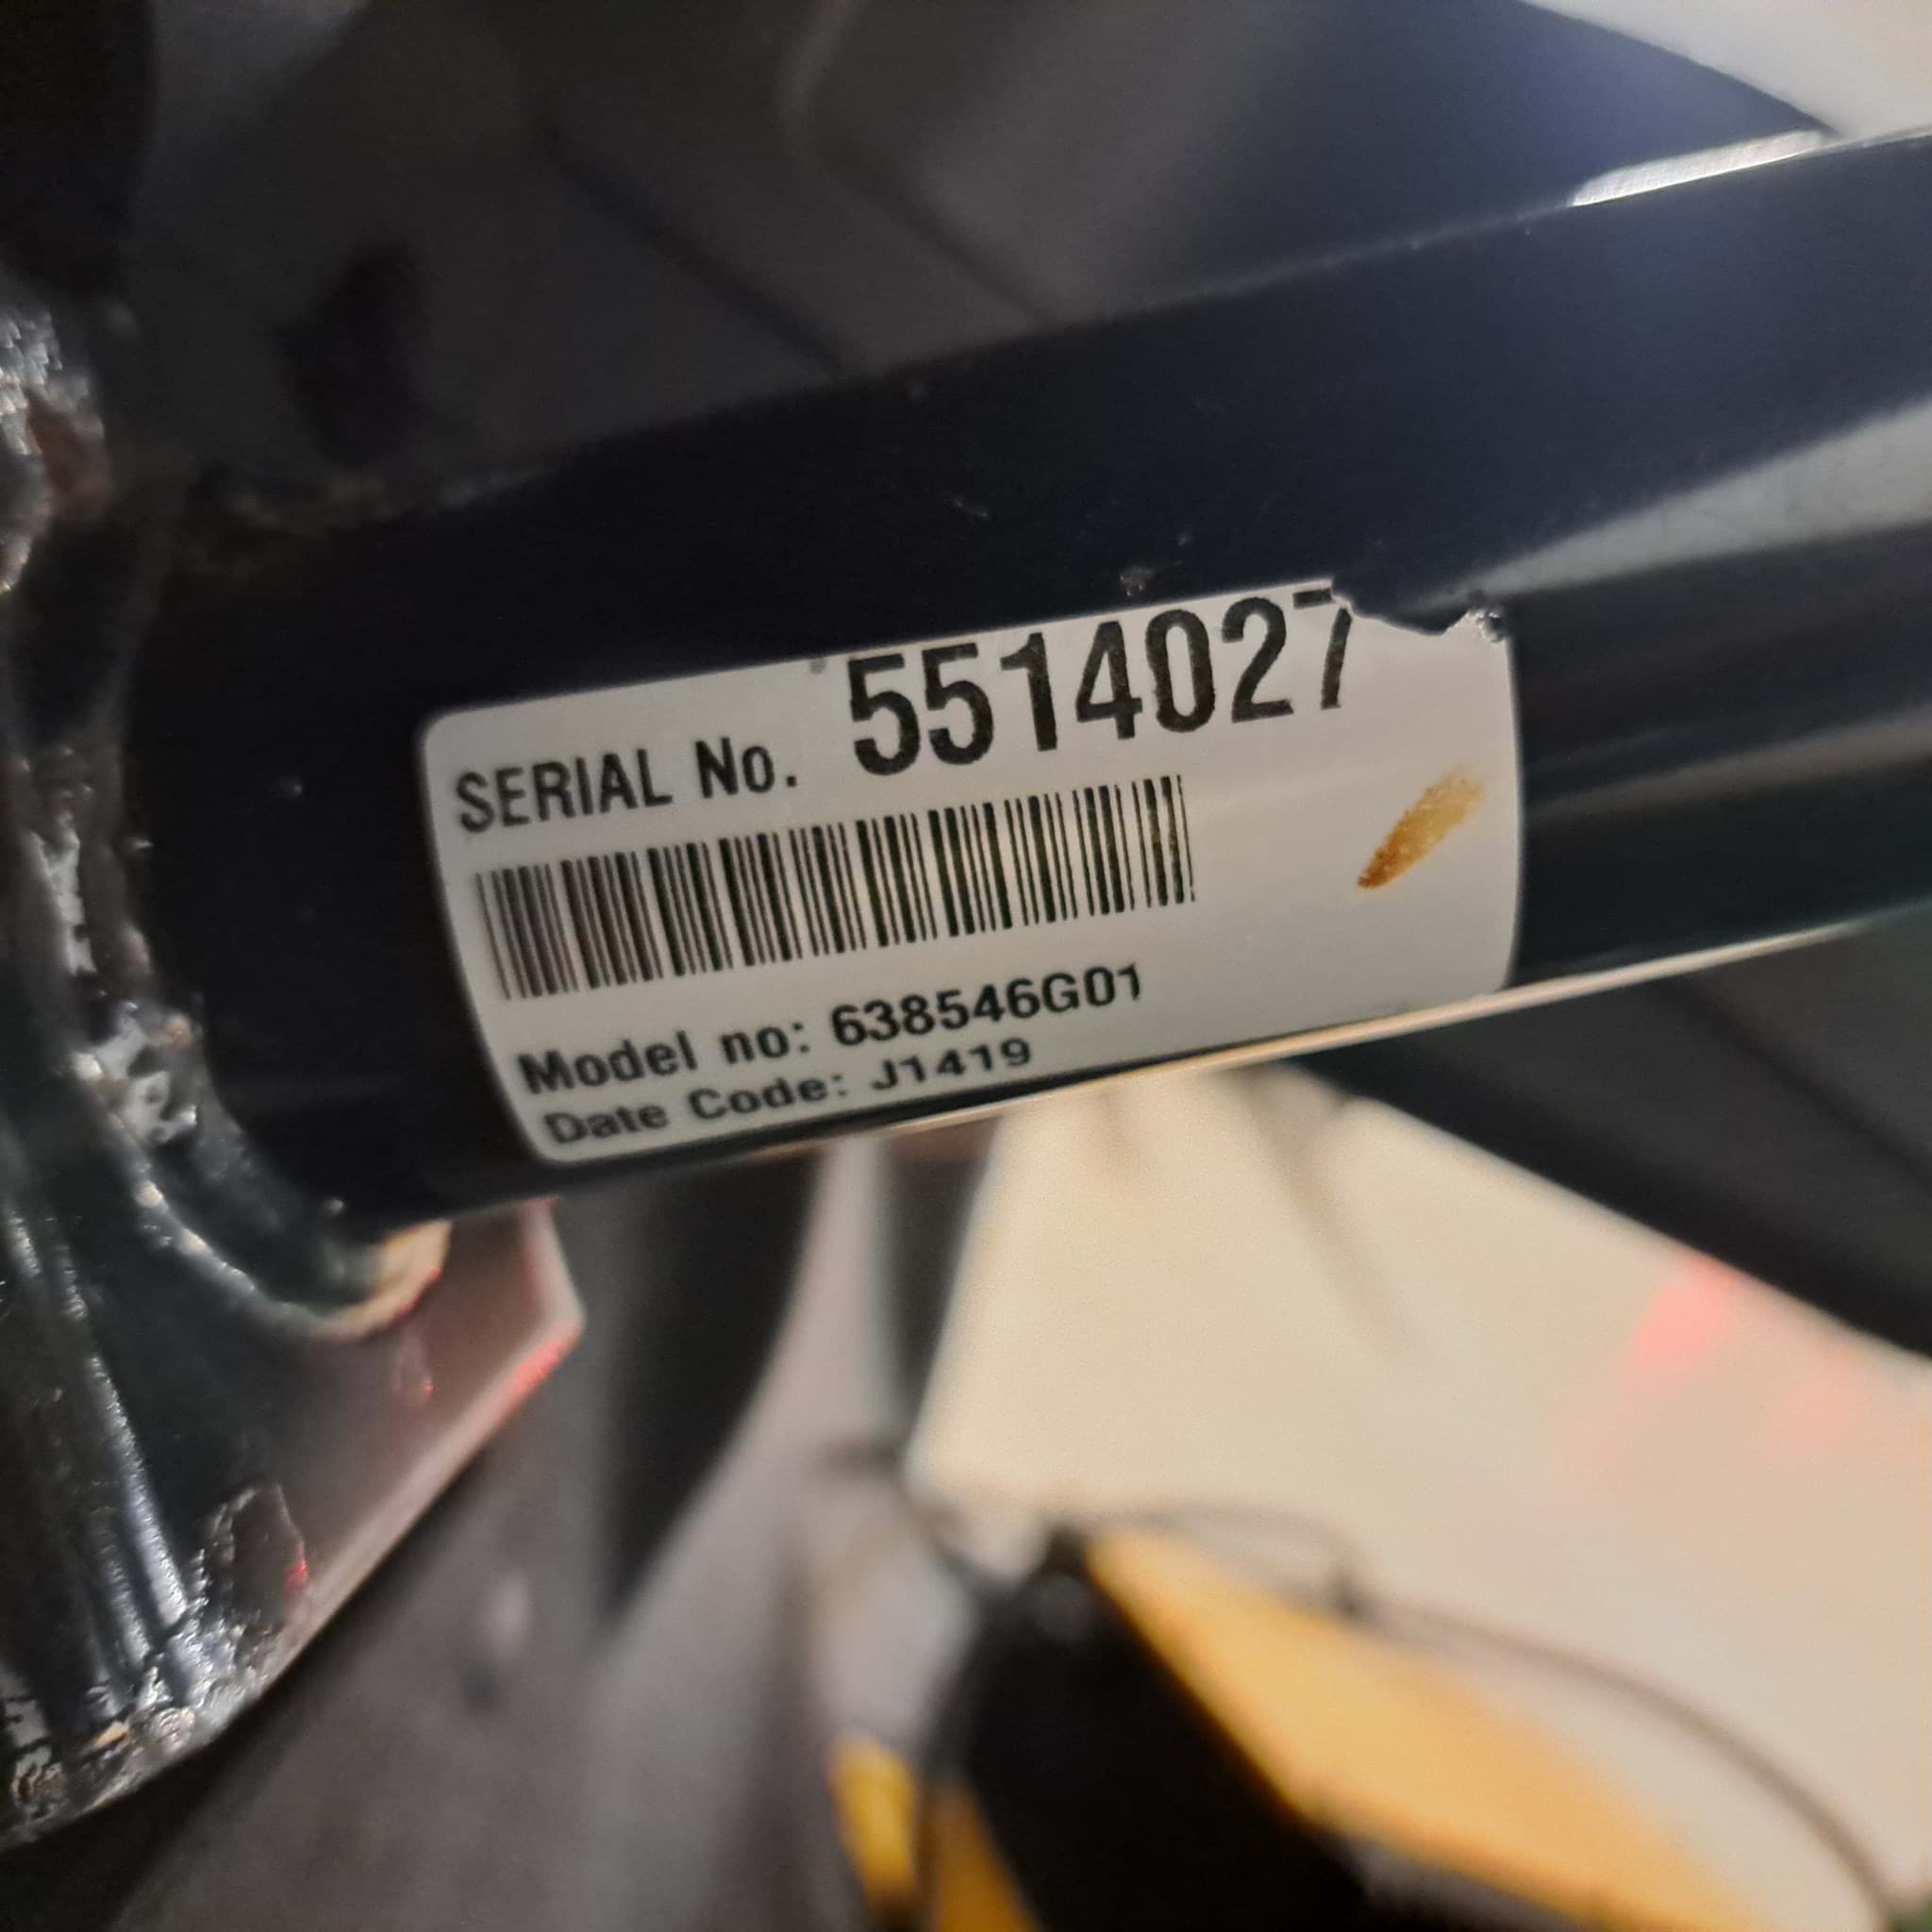 SERIAL No. 5514027
Model no: 638546G01
Date Code: J1419